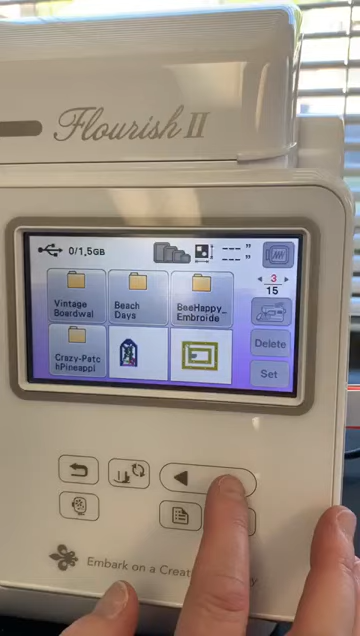 Flourish II
0/1,5GB
--- "
--- "
3
15
Vintage
Boardwal
Beach
Days
BeeHappy_
Embroide
Crazy-Patc
hPineappl
Delete
Set
Embark on a Creat